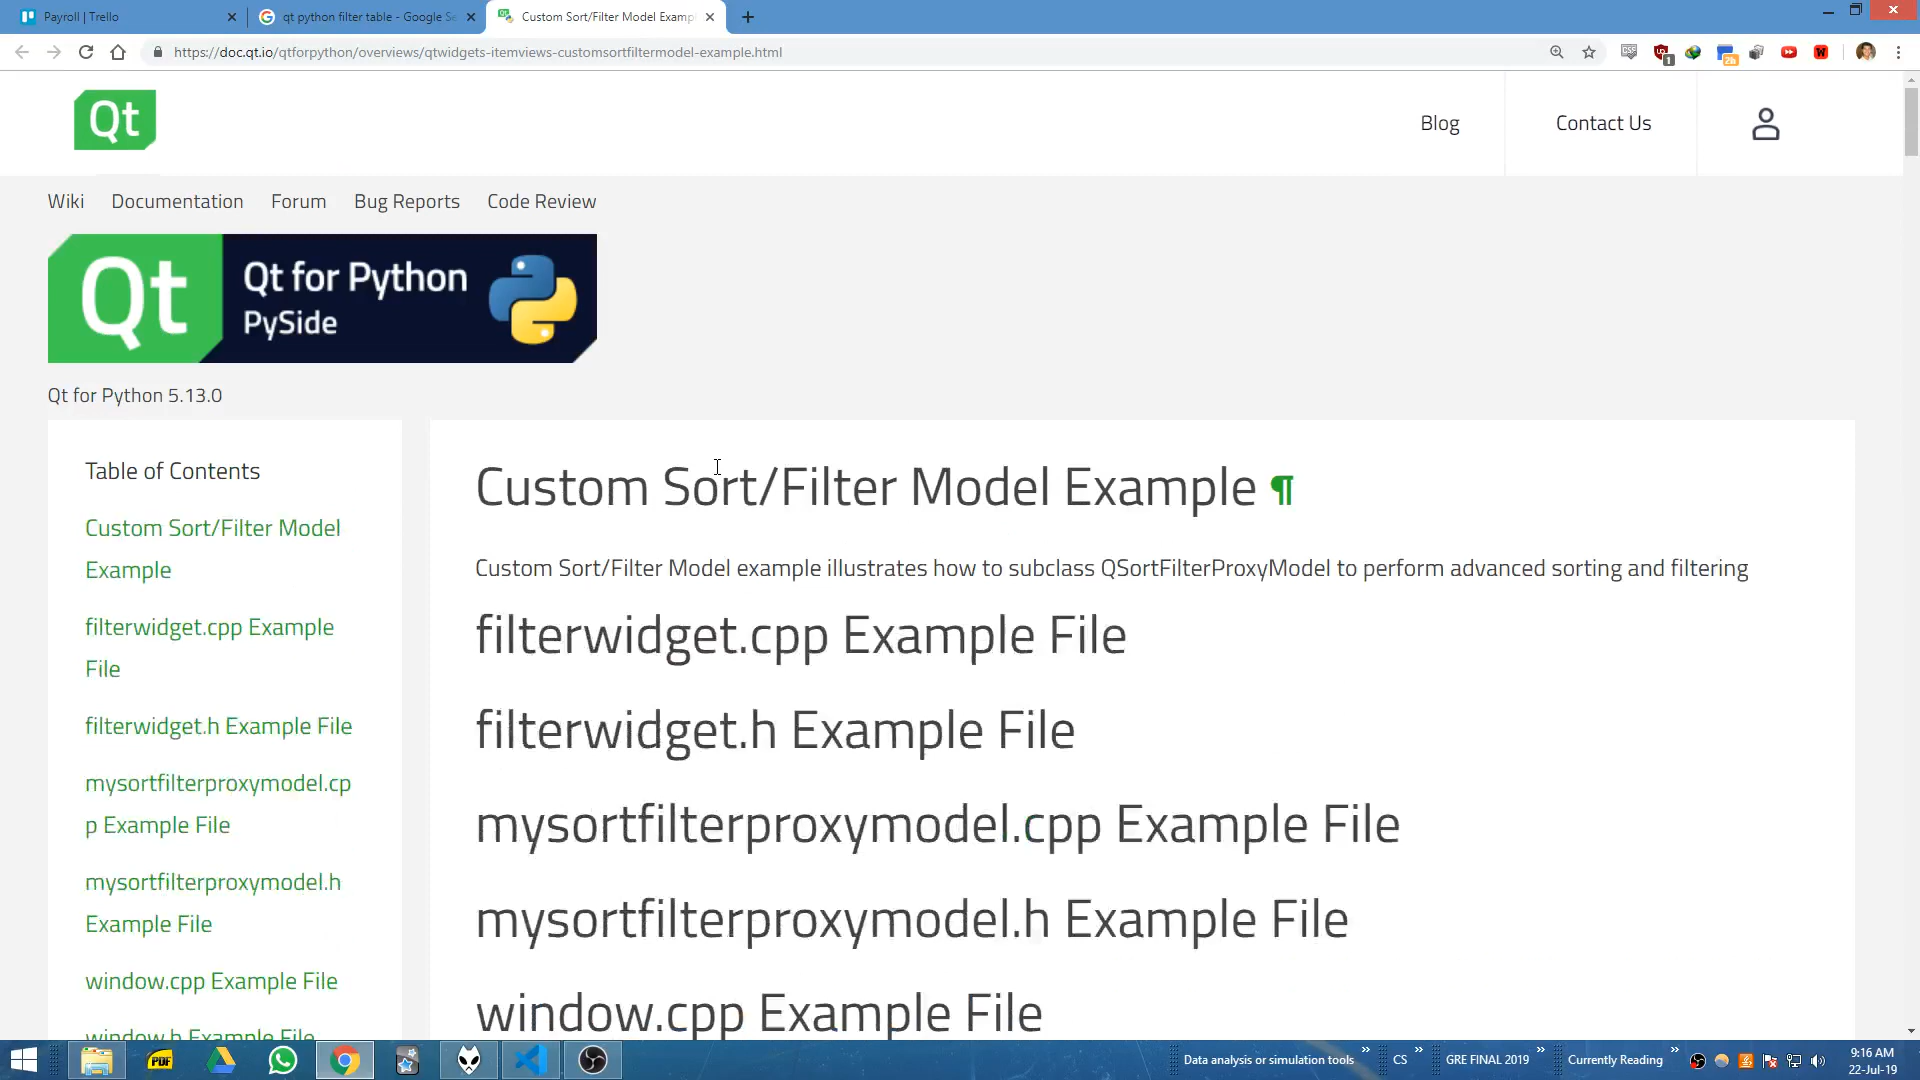 Payroll | Trello
qt python filter table - Google Se
Custom Sort/Filter Model Examp
https://doc.qt.io/qtforpython/overviews/qtwidgets-itemviews-customsortfiltermodel-example.html
1
2h
W
Qt
Blog
Contact Us
Wiki
Documentation
Forum
Bug Reports
Code Review
Qt
Qt for Python
PySide
Qt for Python 5.13.0
Table of Contents
Custom Sort/Filter Model
Example
filterwidget.cpp Example
File
filterwidget.h Example File
mysortfilterproxymodel.cp
p Example File
mysortfilterproxymodel.h
Example File
window.cpp Example File
window.h Example File
Custom Sort/Filter Model Example ¶
Custom Sort/Filter Model example illustrates how to subclass QSortFilterProxyModel to perform advanced sorting and filtering
filterwidget.cpp Example File
filterwidget.h Example File
mysortfilterproxymodel.cpp Example File
mysortfilterproxymodel.h Example File
window.cpp Example File
PDF
Data analysis or simulation tools
CS
GRE FINAL 2019
Currently Reading
9:16 AM
22-Jul-19